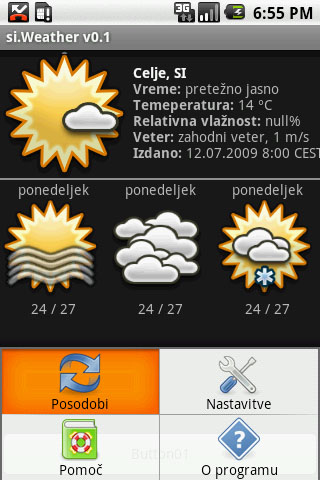 3G 6:55 PM
si.Weather v0.1
Celje, SI
Vreme: pretežno jasno
Temeperatura: 14 °C
Relativna vlažnost: null%
Veter: zahodni veter, 1 m/s
Izdano: 12.07.2009 8:00 CEST
ponedeljek ponedeljek ponedeljek
24 / 27 24 / 27 24 / 27
Posodobi Nastavitve
Button01
Pomoč O programu